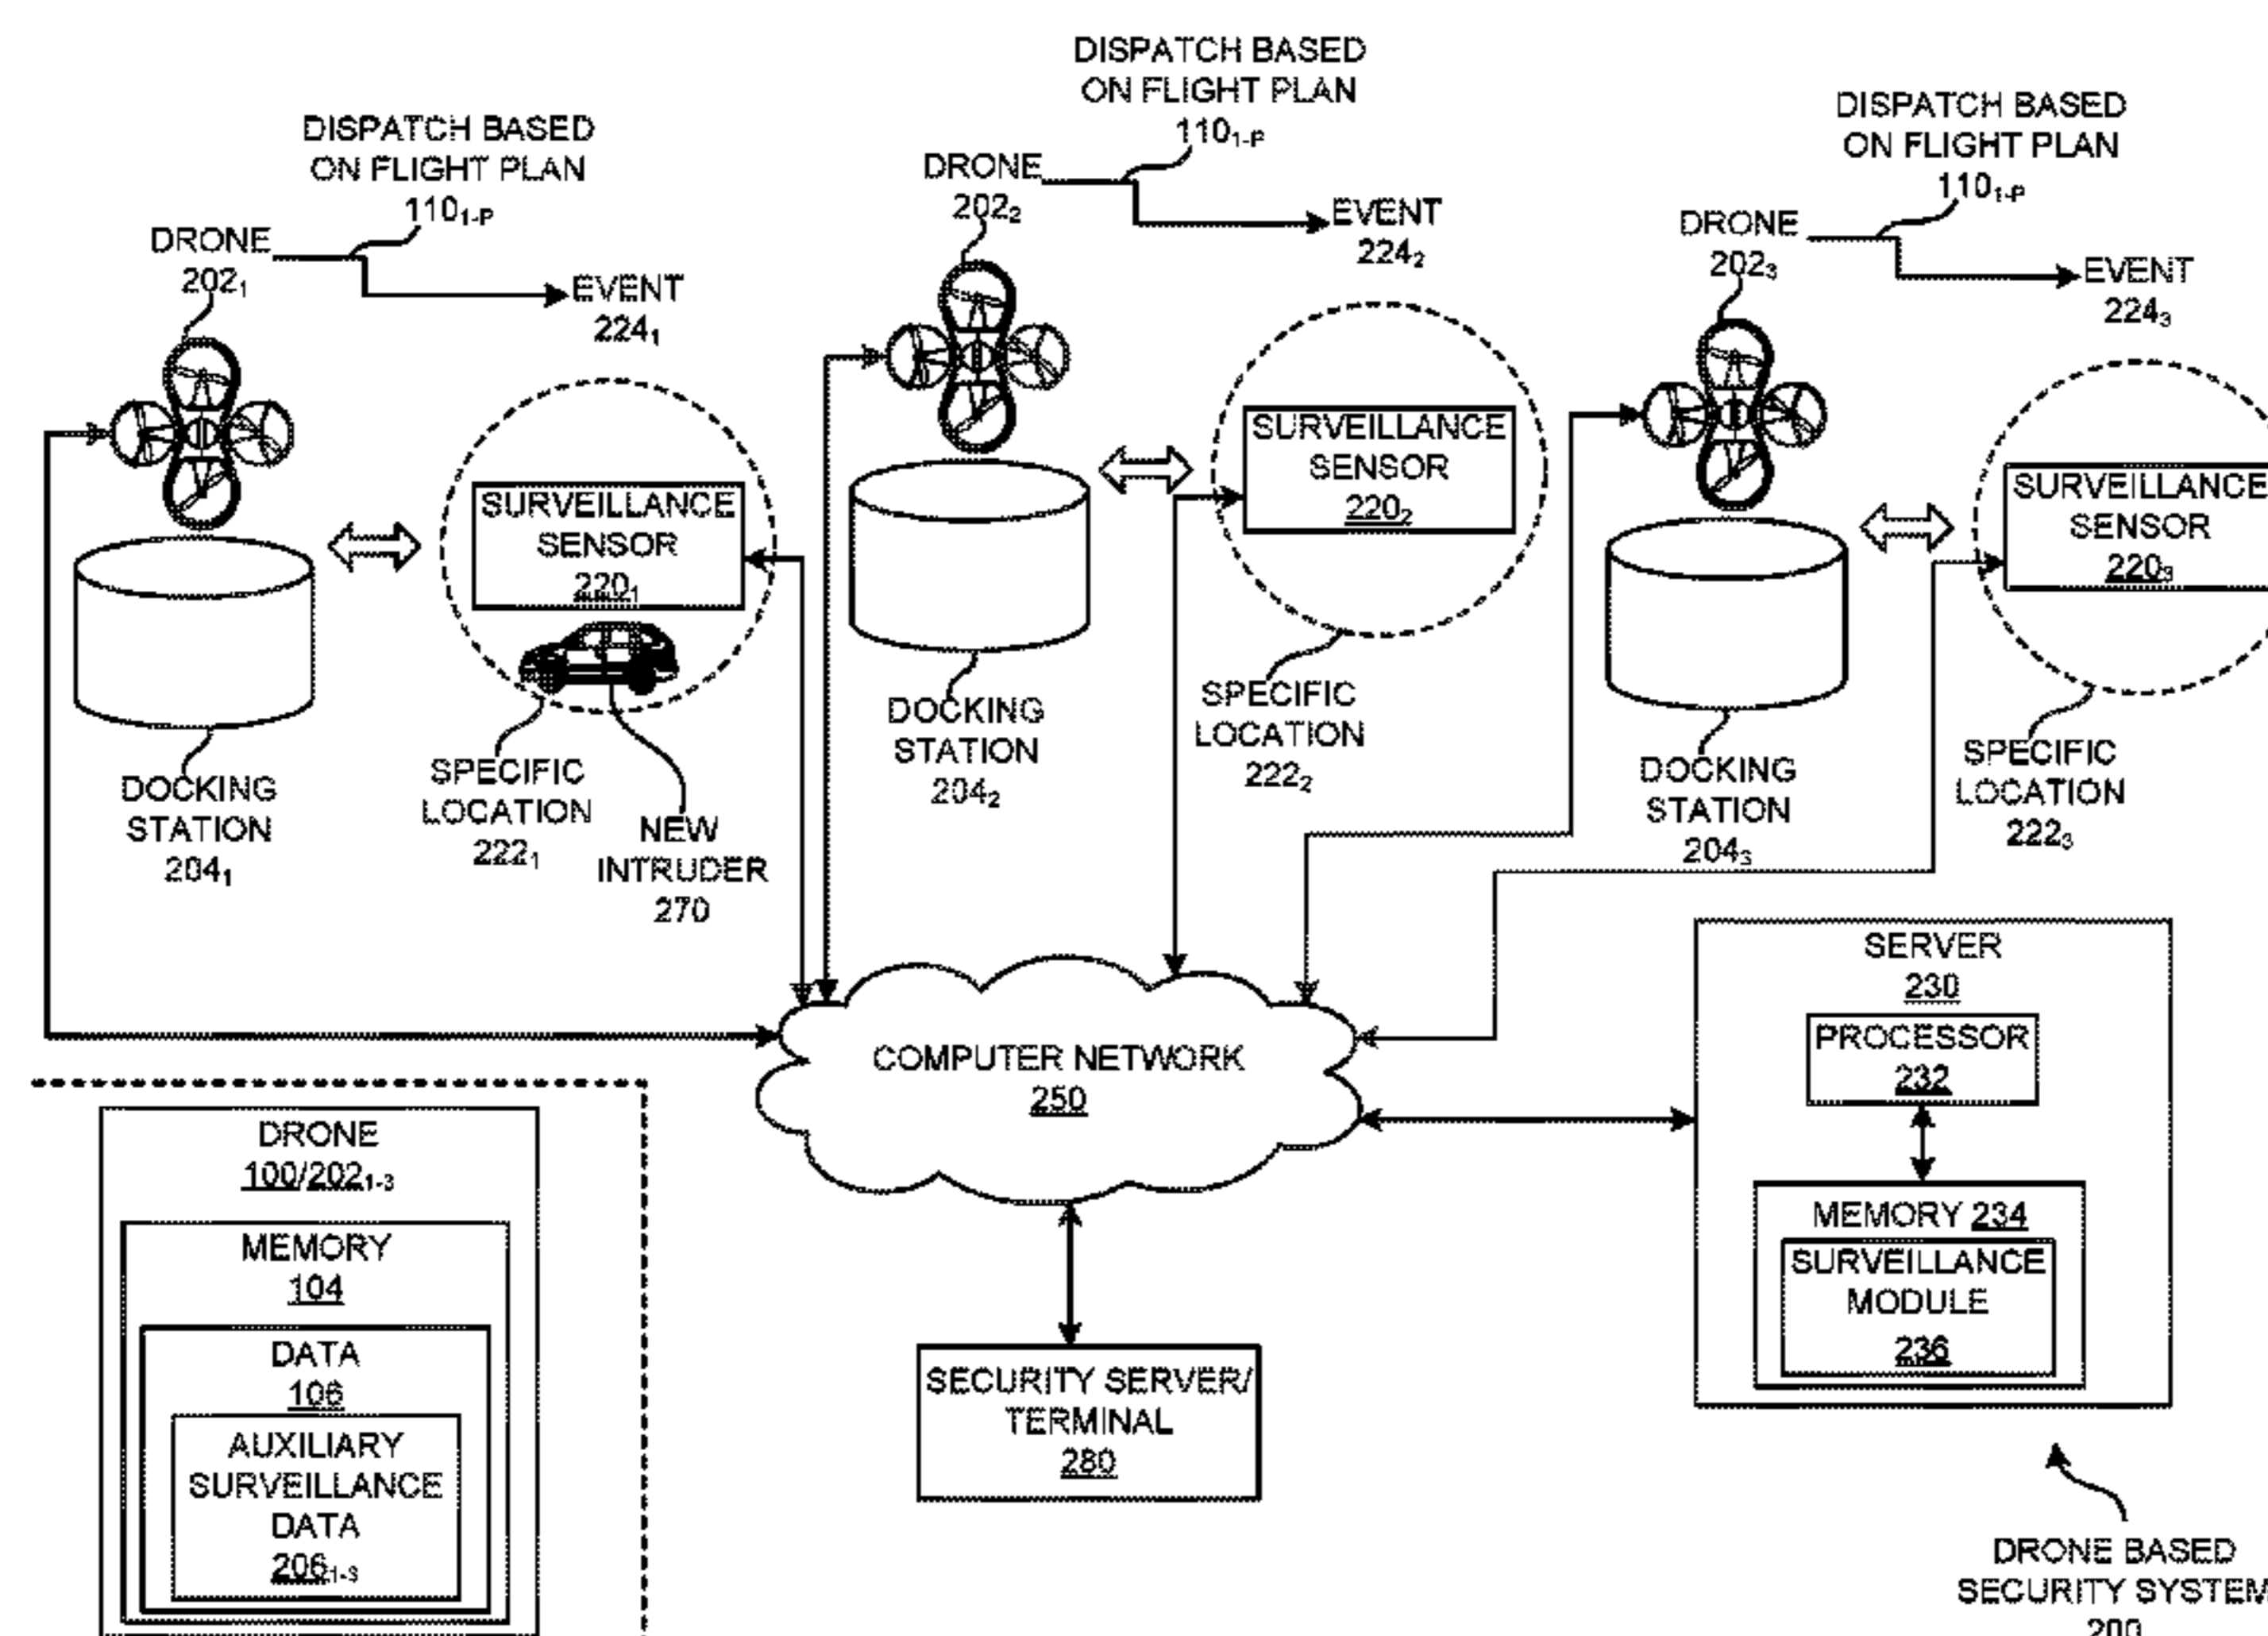 DISPATCH BASED
ON FLIGHT PLAN
110₁₋P
DRONE
202₁
EVENT
224₁
SURVEILLANCE
SENSOR
220₁
DOCKING
STATION
204₁
SPECIFIC
LOCATION
222₁
NEW
INTRUDER
270
DISPATCH BASED
ON FLIGHT PLAN
110₁₋P
DRONE
202₂
EVENT
224₂
SURVEILLANCE
SENSOR
220₂
DOCKING
STATION
204₂
SPECIFIC
LOCATION
222₂
DISPATCH BASED
ON FLIGHT PLAN
110₁₋P
DRONE
202₃
EVENT
224₃
SURVEILLANCE
SENSOR
220₃
DOCKING
STATION
204₃
SPECIFIC
LOCATION
222₃
COMPUTER NETWORK
250
SERVER
230
PROCESSOR
232
MEMORY 234
SURVEILLANCE
MODULE
236
DRONE
100/202₁₋₃
MEMORY
104
DATA
106
AUXILIARY
SURVEILLANCE
DATA
206₁₋₃
SECURITY SERVER/
TERMINAL
280
DRONE BASED
SECURITY SYSTEM
200